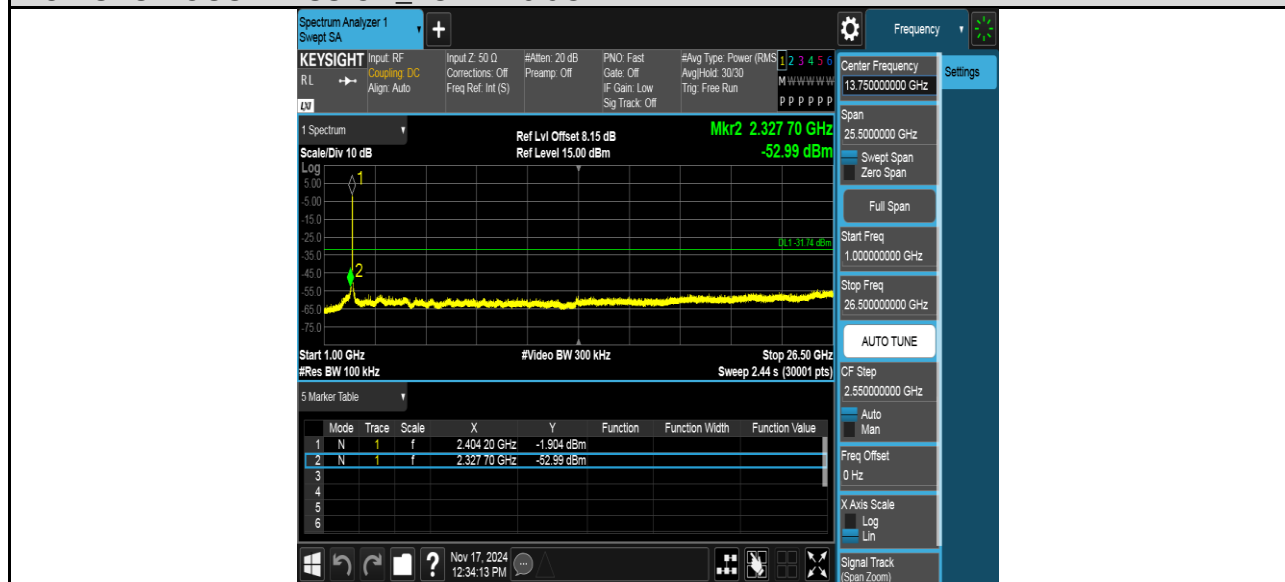 Spectrum Analyzer 1
Swept SA
+
Frequency
KEYSIGHT
Input: RF
Coupling: DC
Align: Auto
Input Z: 50 Ω
Corrections: Off
Freq Ref: Int (S)
#Atten: 20 dB
Preamp: Off
PNO: Fast
Gate: Off
IF Gain: Low
Sig Track: Off
#Avg Type: Power (RMS
Avg|Hold: 30/30
Trig: Free Run
1 2 3 4 5 6
M W W W W W
P P P P P P
RL
LXI
Center Frequency
13.750000000 GHz
Settings
Span
25.5000000 GHz
Swept Span
Zero Span
Full Span
Start Freq
1.000000000 GHz
Stop Freq
26.500000000 GHz
AUTO TUNE
CF Step
2.550000000 GHz
Auto
Man
Freq Offset
0 Hz
X Axis Scale
Log
Lin
Signal Track
(Span Zoom)
1 Spectrum
Scale/Div 10 dB
Ref Lvl Offset 8.15 dB
Ref Level 15.00 dBm
Mkr2 2.327 70 GHz
-52.99 dBm
Log
5.00
-5.00
-15.0
-25.0
-35.0
-45.0
-55.0
-65.0
-75.0
1
2
DL1 -31.74 dBm
Start 1.00 GHz
#Video BW 300 kHz
Stop 26.50 GHz
#Res BW 100 kHz
Sweep 2.44 s (30001 pts)
5 Marker Table
Mode Trace Scale X Y Function Function Width Function Value
1 N 1 f 2.404 20 GHz -1.904 dBm
2 N 1 f 2.327 70 GHz -52.99 dBm
3
4
5
6
?
Nov 17, 2024
12:34:13 PM